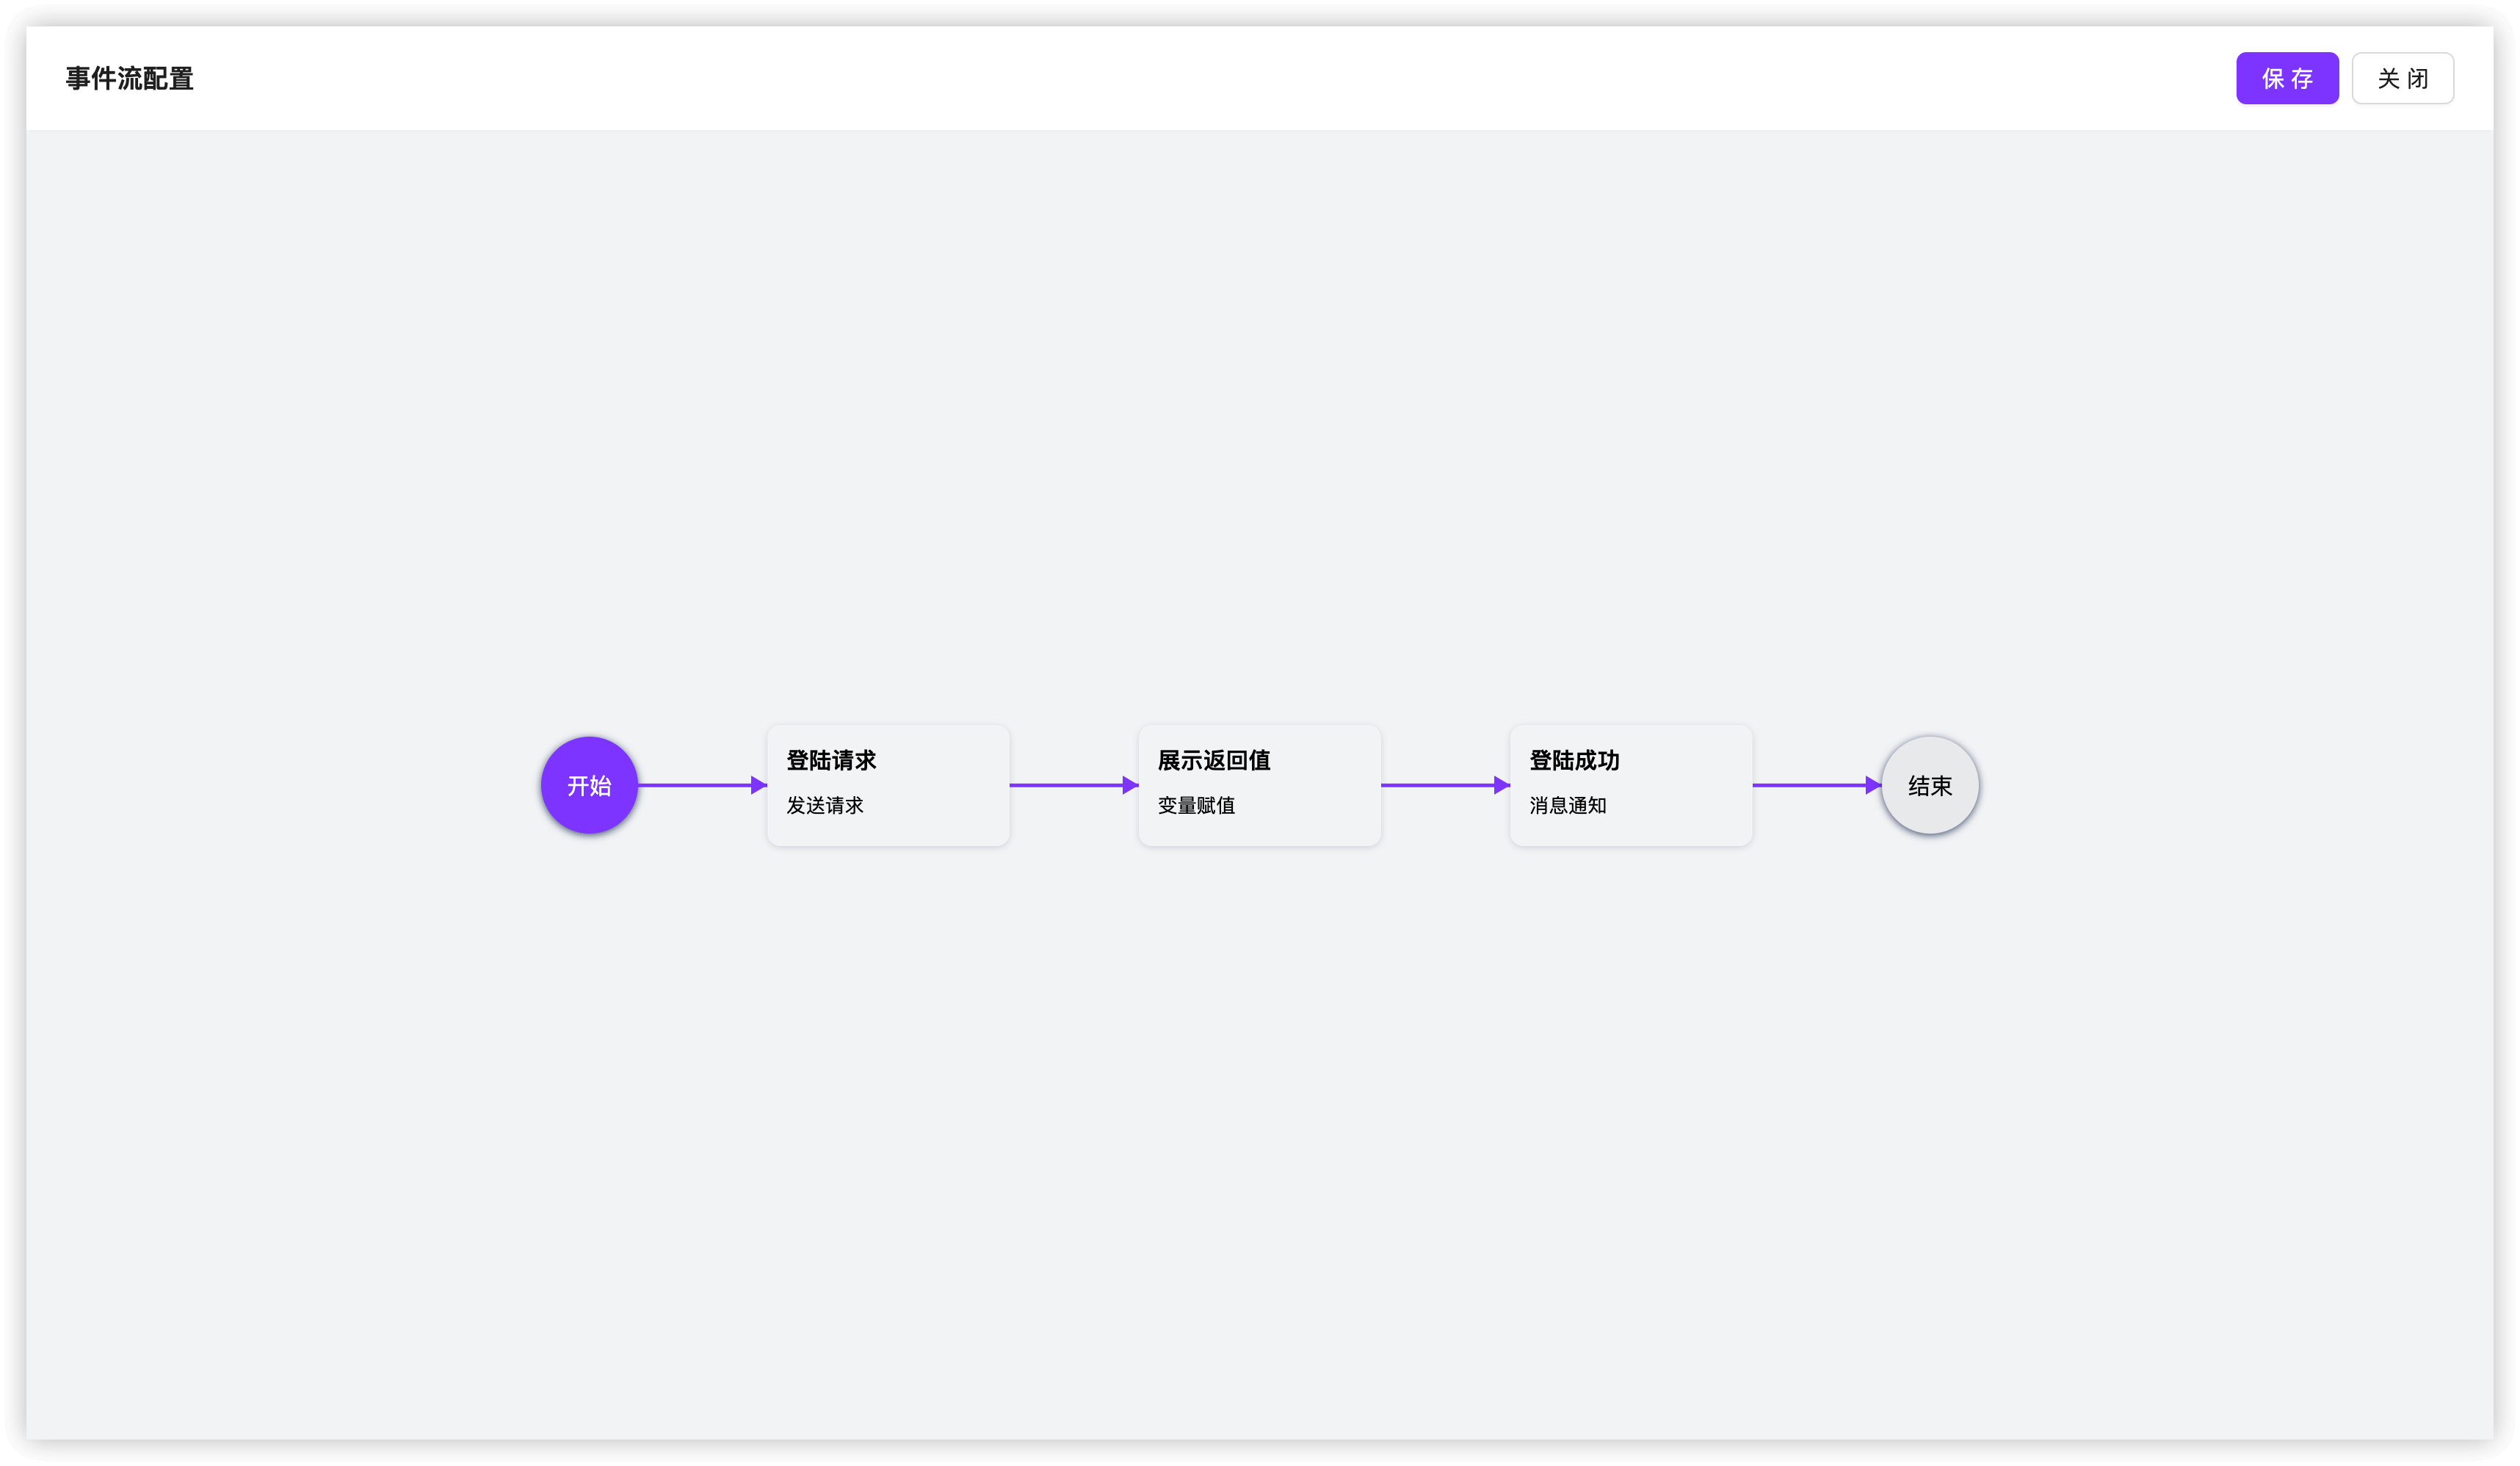 事件流配置
保 存
关 闭
开始
登陆请求
发送请求
展示返回值
变量赋值
登陆成功
消息通知
结束